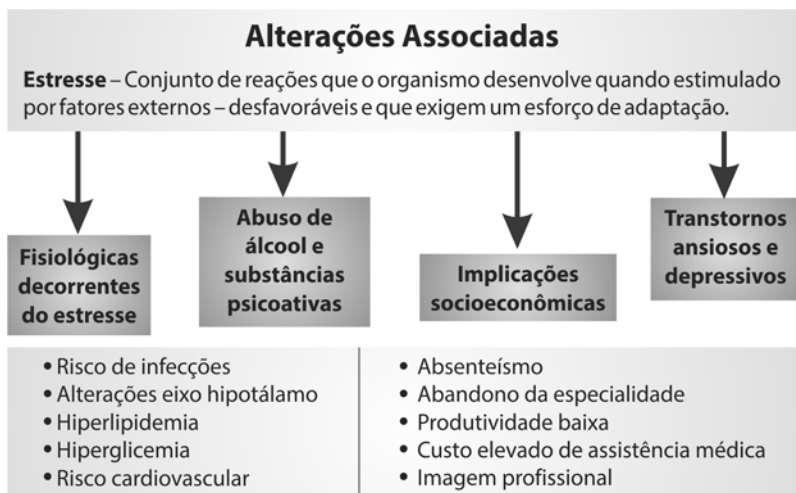 Alterações Associadas
Estresse – Conjunto de reações que o organismo desenvolve quando estimulado
por fatores externos – desfavoráveis e que exigem um esforço de adaptação.
Fisiológicas
decorrentes
do estresse
Abuso de
álcool e
substâncias
psicoativas
Implicações
socioeconômicas
Transtornos
ansiosos e
depressivos
• Risco de infecções
• Alterações eixo hipotálamo
• Hiperlipidemia
• Hiperglicemia
• Risco cardiovascular
• Absenteísmo
• Abandono da especialidade
• Produtividade baixa
• Custo elevado de assistência médica
• Imagem profissional